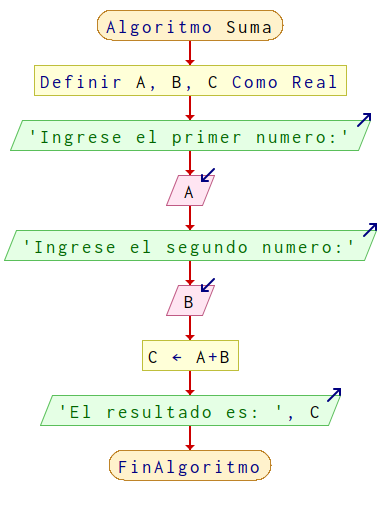 Algoritmo Suma
Definir A, B, C Como Real
'Ingrese el primer numero:'
A
'Ingrese el segundo numero:'
B
C ← A+B
'El resultado es: ', C
FinAlgoritmo